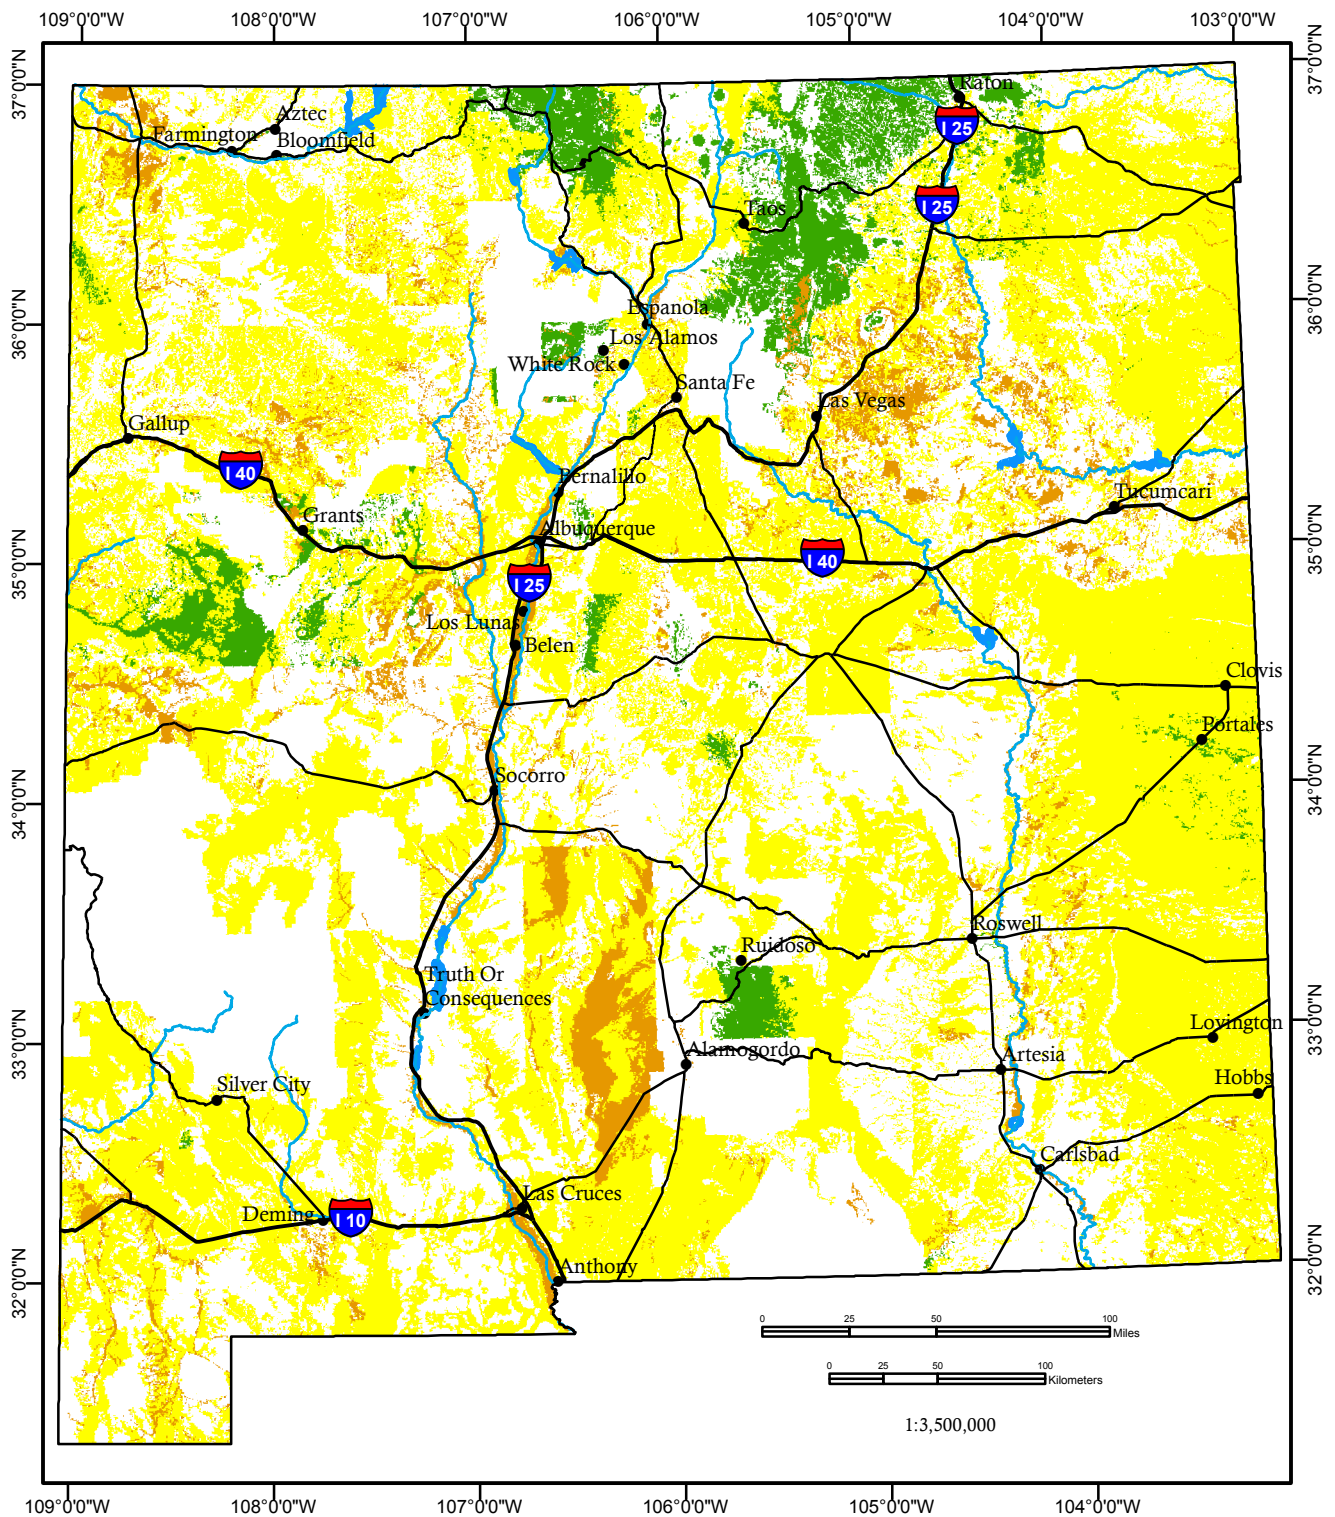 109°0'0"W 108°0'0"W 107°0'0"W 106°0'0"W 105°0'0"W 104°0'0"W 103°0'0"W
37°0'0"N
37°0'0"N
Raton
I 25
Aztec
Farmington
Bloomfield
I 25
Taos
36°0'0"N
36°0'0"N
Espanola
Los Alamos
White Rock
Santa Fe
Las Vegas
Gallup
I 40
Bernalillo
Tucumcari
Grants
Albuquerque
35°0'0"N
35°0'0"N
I 40
I 25
Los Lunas
Belen
Clovis
Portales
34°0'0"N
34°0'0"N
Socorro
Roswell
Ruidoso
Truth Or
Consequences
33°0'0"N
33°0'0"N
Lovington
Alamogordo
Artesia
Silver City
Hobbs
Carlsbad
Las Cruces
Deming
I 10
32°0'0"N
32°0'0"N
Anthony
0 25 50 100
Miles
0 25 50 100
Kilometers
1:3,500,000
109°0'0"W 108°0'0"W 107°0'0"W 106°0'0"W 105°0'0"W 104°0'0"W